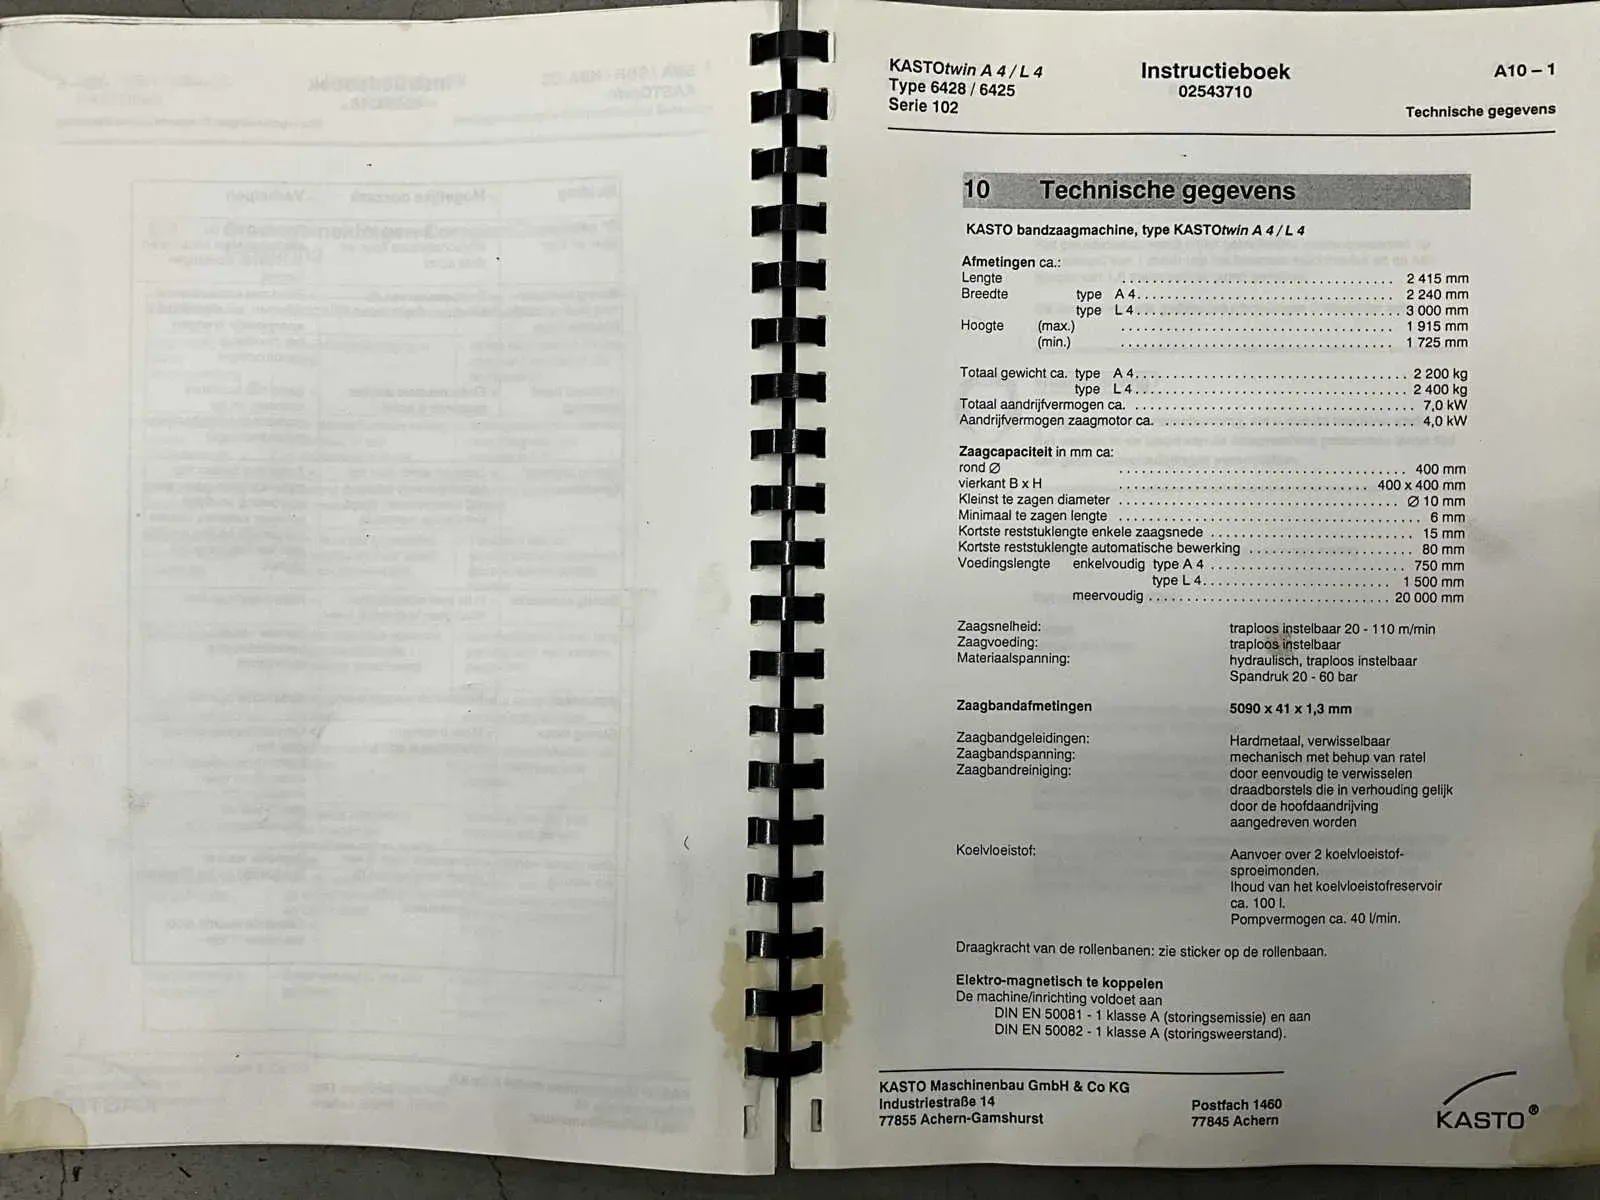 KASTOtwin A 4 / L 4
Type 6428 / 6425
Serie 102
Instructieboek
02543710
A10 – 1
Technische gegevens
10 Technische gegevens
KASTO bandzaagmachine, type KASTOtwin A 4 / L 4
Afmetingen ca.:
Lengte ................................ 2 415 mm
Breedte type A 4 ................................ 2 240 mm
type L 4 ................................ 3 000 mm
Hoogte (max.) ................................ 1 915 mm
(min.) ................................ 1 725 mm
Totaal gewicht ca. type A 4 ................................ 2 200 kg
type L 4 ................................ 2 400 kg
Totaal aandrijfvermogen ca. ................................ 7,0 kW
Aandrijfvermogen zaagmotor ca. ................................ 4,0 kW
Zaagcapaciteit in mm ca:
rond Ø ................................ 400 mm
vierkant B x H ................................ 400 x 400 mm
Kleinst te zagen diameter ................................ Ø 10 mm
Minimaal te zagen lengte ................................ 6 mm
Kortste reststuklengte enkele zaagsnede ........................ 15 mm
Kortste reststuklengte automatische bewerking .................... 80 mm
Voedingslengte enkelvoudig type A 4 ........................ 750 mm
type L 4 ........................ 1 500 mm
meervoudig ................................ 20 000 mm
Zaagsnelheid: traploos instelbaar 20 - 110 m/min
Zaagvoeding: traploos instelbaar
Materiaalspanning: hydraulisch, traploos instelbaar
Spandruk 20 - 60 bar
Zaagbandafmetingen 5090 x 41 x 1,3 mm
Zaagbandgeleidingen: Hardmetaal, verwisselbaar
Zaagbandspanning: mechanisch met behup van ratel
Zaagbandreiniging: door eenvoudig te verwisselen
draadborstels die in verhouding gelijk
door de hoofdaandrijving
aangedreven worden
Koelvloeistof: Aanvoer over 2 koelvloeistof-
sproeimonden.
Ihoud van het koelvloeistofreservoir
ca. 100 l.
Pompvermogen ca. 40 l/min.
Draagkracht van de rollenbanen: zie sticker op de rollenbaan.
Elektro-magnetisch te koppelen
De machine/inrichting voldoet aan
DIN EN 50081 - 1 klasse A (storingsemissie) en aan
DIN EN 50082 - 1 klasse A (storingsweerstand).
KASTO Maschinenbau GmbH & Co KG
Industriestraße 14
77855 Achern-Gamshurst
Postfach 1460
77845 Achern
KASTO®